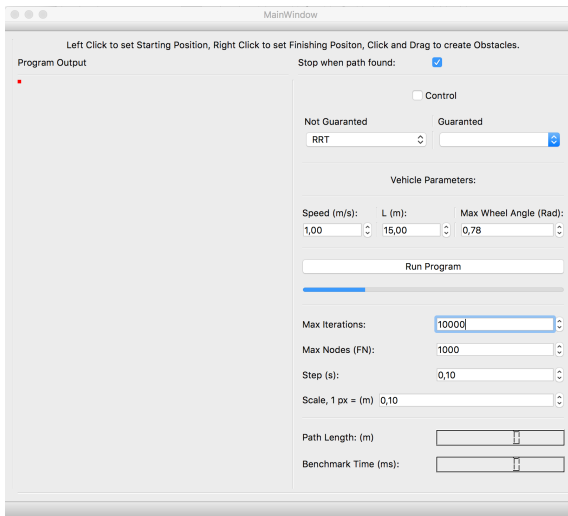 MainWindow
Left Click to set Starting Position, Right Click to set Finishing Positon, Click and Drag to create Obstacles.
Program Output
Stop when path found:
Control
Not Guaranted
Guaranted
RRT
Vehicle Parameters:
Speed (m/s):
L (m):
Max Wheel Angle (Rad):
1,00
15,00
0,78
Run Program
Max Iterations:
10000
Max Nodes (FN):
1000
Step (s):
0,10
Scale, 1 px = (m)
0,10
Path Length: (m)
Benchmark Time (ms):